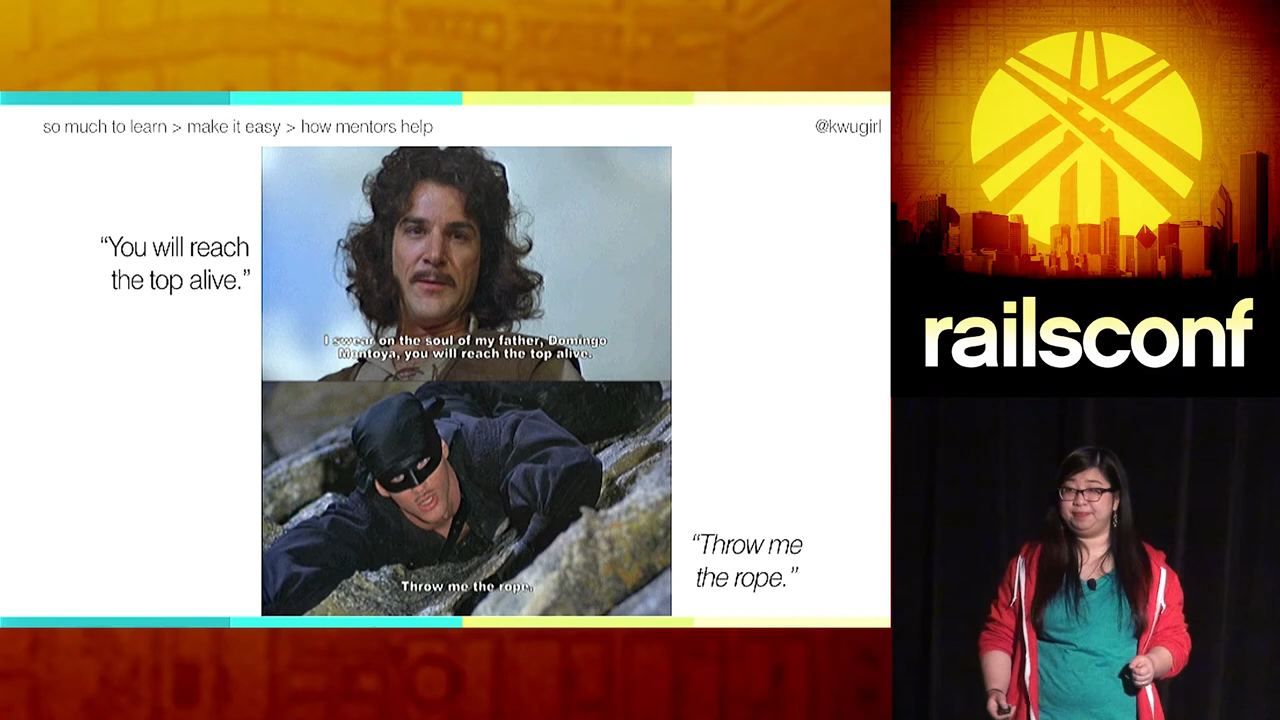 so much to learn > make it easy > how mentors help
@kwugirl
“You will reach
the top alive.”
I swear on the soul of my father, Domingo
Montoya, you will reach the top alive.
Throw me the rope.
“Throw me
the rope.”
railsconf